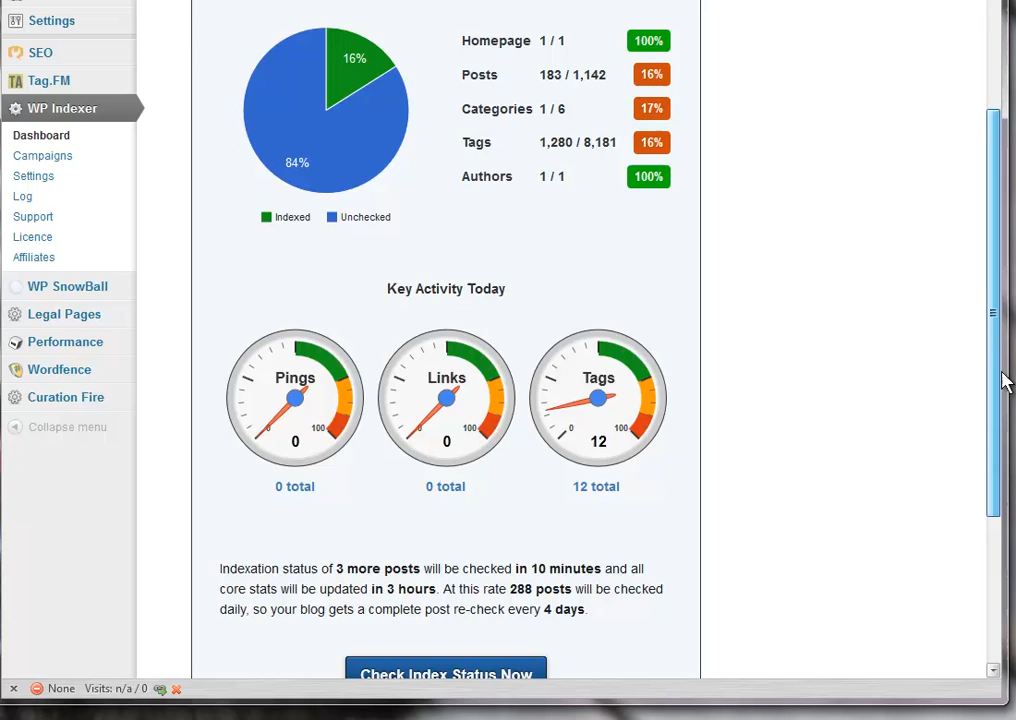 Settings
SEO
Tag.FM
WP Indexer
Dashboard
Campaigns
Settings
Log
Support
Licence
Affiliates
WP SnowBall
Legal Pages
Performance
Wordfence
Curation Fire
Collapse menu
16%
84%
Indexed Unchecked
Homepage 1 / 1 100%
Posts 183 / 1,142 16%
Categories 1 / 6 17%
Tags 1,280 / 8,181 16%
Authors 1 / 1 100%
Key Activity Today
Pings
0 100
0
0 total
Links
0 100
0
0 total
Tags
0 100
12
12 total
Indexation status of 3 more posts will be checked in 10 minutes and all
core stats will be updated in 3 hours. At this rate 288 posts will be checked
daily, so your blog gets a complete post re-check every 4 days.
Check Index Status Now
None Visits: n/a / 0